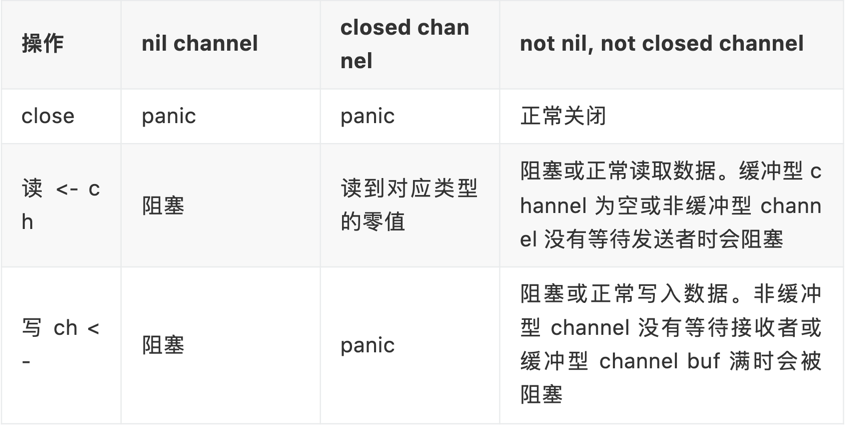 操作
nil channel
closed chan
nel
not nil, not closed channel
close
panic
panic
正常关闭
读 <- c
h
阻塞
读到对应类型
的零值
阻塞或正常读取数据。缓冲型 c
hannel 为空或非缓冲型 chann
el 没有等待发送者时会阻塞
写 ch <
-
阻塞
panic
阻塞或正常写入数据。非缓冲
型 channel 没有等待接收者或
缓冲型 channel buf 满时会被
阻塞